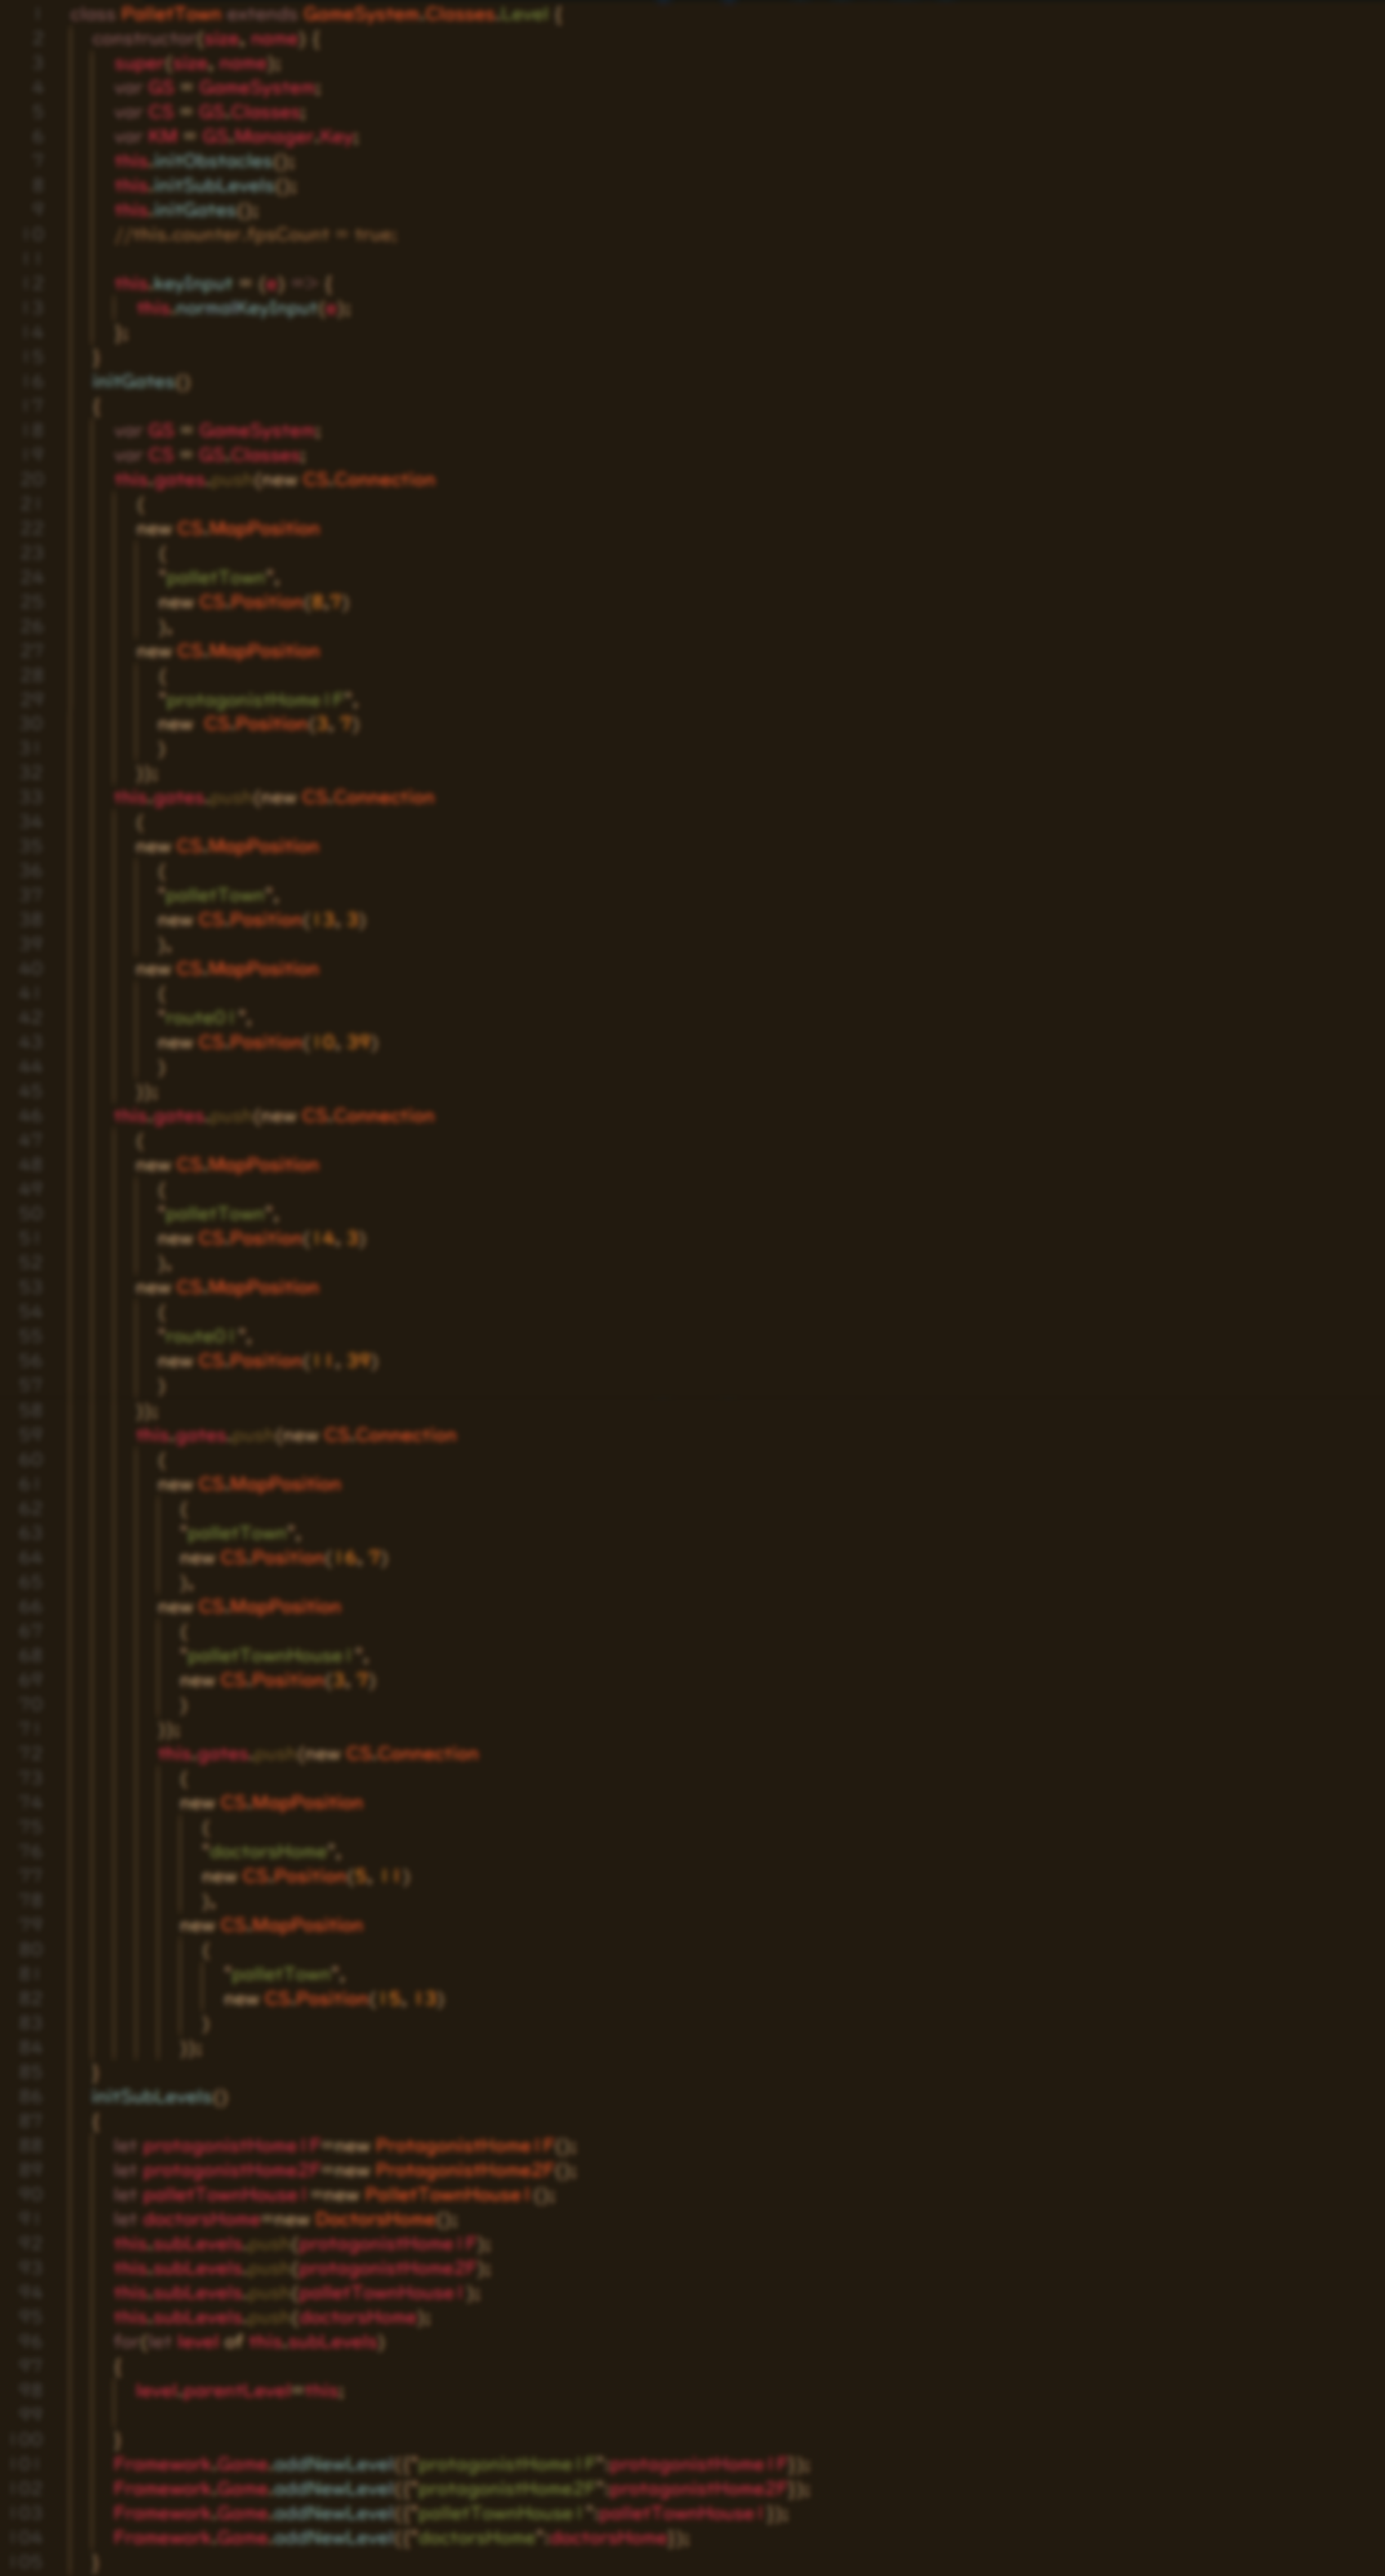 1 class PalletTown extends GameSystem.Classes.Level {
2 constructor(size, name) {
3 super(size, name);
4 var GS = GameSystem;
5 var CS = GS.Classes;
6 var KM = GS.Manager.Key;
7 this.initObstacles();
8 this.initSubLevels();
9 this.initGates();
10 //this.counter.fpsCount = true;
11
12 this.keyInput = (e) => {
13 this.normalKeyInput(e);
14 };
15 }
16 initGates()
17 {
18 var GS = GameSystem;
19 var CS = GS.Classes;
20 this.gates.push(new CS.Connection
21 (
22 new CS.MapPosition
23 (
24 "palletTown",
25 new CS.Position(8,7)
26 ),
27 new CS.MapPosition
28 (
29 "protagonistHome1F",
30 new CS.Position(3, 7)
31 )
32 ));
33 this.gates.push(new CS.Connection
34 (
35 new CS.MapPosition
36 (
37 "palletTown",
38 new CS.Position(13, 3)
39 ),
40 new CS.MapPosition
41 (
42 "route01",
43 new CS.Position(10, 39)
44 )
45 ));
46 this.gates.push(new CS.Connection
47 (
48 new CS.MapPosition
49 (
50 "palletTown",
51 new CS.Position(14, 3)
52 ),
53 new CS.MapPosition
54 (
55 "route01",
56 new CS.Position(11, 39)
57 )
58 ));
59 this.gates.push(new CS.Connection
60 (
61 new CS.MapPosition
62 (
63 "palletTown",
64 new CS.Position(16, 7)
65 ),
66 new CS.MapPosition
67 (
68 "palletTownHouse1",
69 new CS.Position(3, 7)
70 )
71 ));
72 this.gates.push(new CS.Connection
73 (
74 new CS.MapPosition
75 (
76 "doctorsHome",
77 new CS.Position(5, 11)
78 ),
79 new CS.MapPosition
80 (
81 "palletTown",
82 new CS.Position(15, 13)
83 )
84 ));
85 }
86 initSubLevels()
87 {
88 let protagonistHome1F=new ProtagonistHome1F();
89 let protagonistHome2F=new ProtagonistHome2F();
90 let palletTownHouse1=new PalletTownHouse1();
91 let doctorsHome=new DoctorsHome();
92 this.subLevels.push(protagonistHome1F);
93 this.subLevels.push(protagonistHome2F);
94 this.subLevels.push(palletTownHouse1);
95 this.subLevels.push(doctorsHome);
96 for(let level of this.subLevels)
97 {
98 level.parentLevel=this;
99
100 }
101 Framework.Game.addNewLevel({"protagonistHome1F":protagonistHome1F});
102 Framework.Game.addNewLevel({"protagonistHome2F":protagonistHome2F});
103 Framework.Game.addNewLevel({"palletTownHouse1":palletTownHouse1});
104 Framework.Game.addNewLevel({"doctorsHome":doctorsHome});
105 }